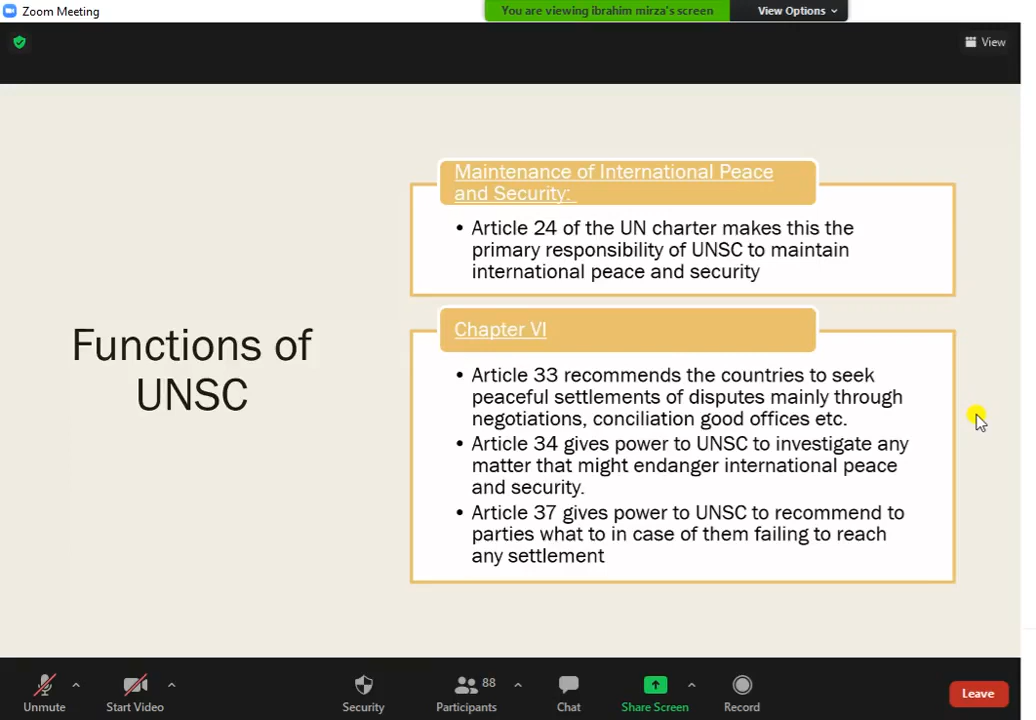 Zoom Meeting
You are viewing ibrahim mirza's screen
View Options
View
Functions of
UNSC
Maintenance of International Peace
and Security:
• Article 24 of the UN charter makes this the
primary responsibility of UNSC to maintain
international peace and security
Chapter VI
• Article 33 recommends the countries to seek
peaceful settlements of disputes mainly through
negotiations, conciliation good offices etc.
• Article 34 gives power to UNSC to investigate any
matter that might endanger international peace
and security.
• Article 37 gives power to UNSC to recommend to
parties what to in case of them failing to reach
any settlement
Unmute
Start Video
Security
88
Participants
Chat
Share Screen
Record
Leave